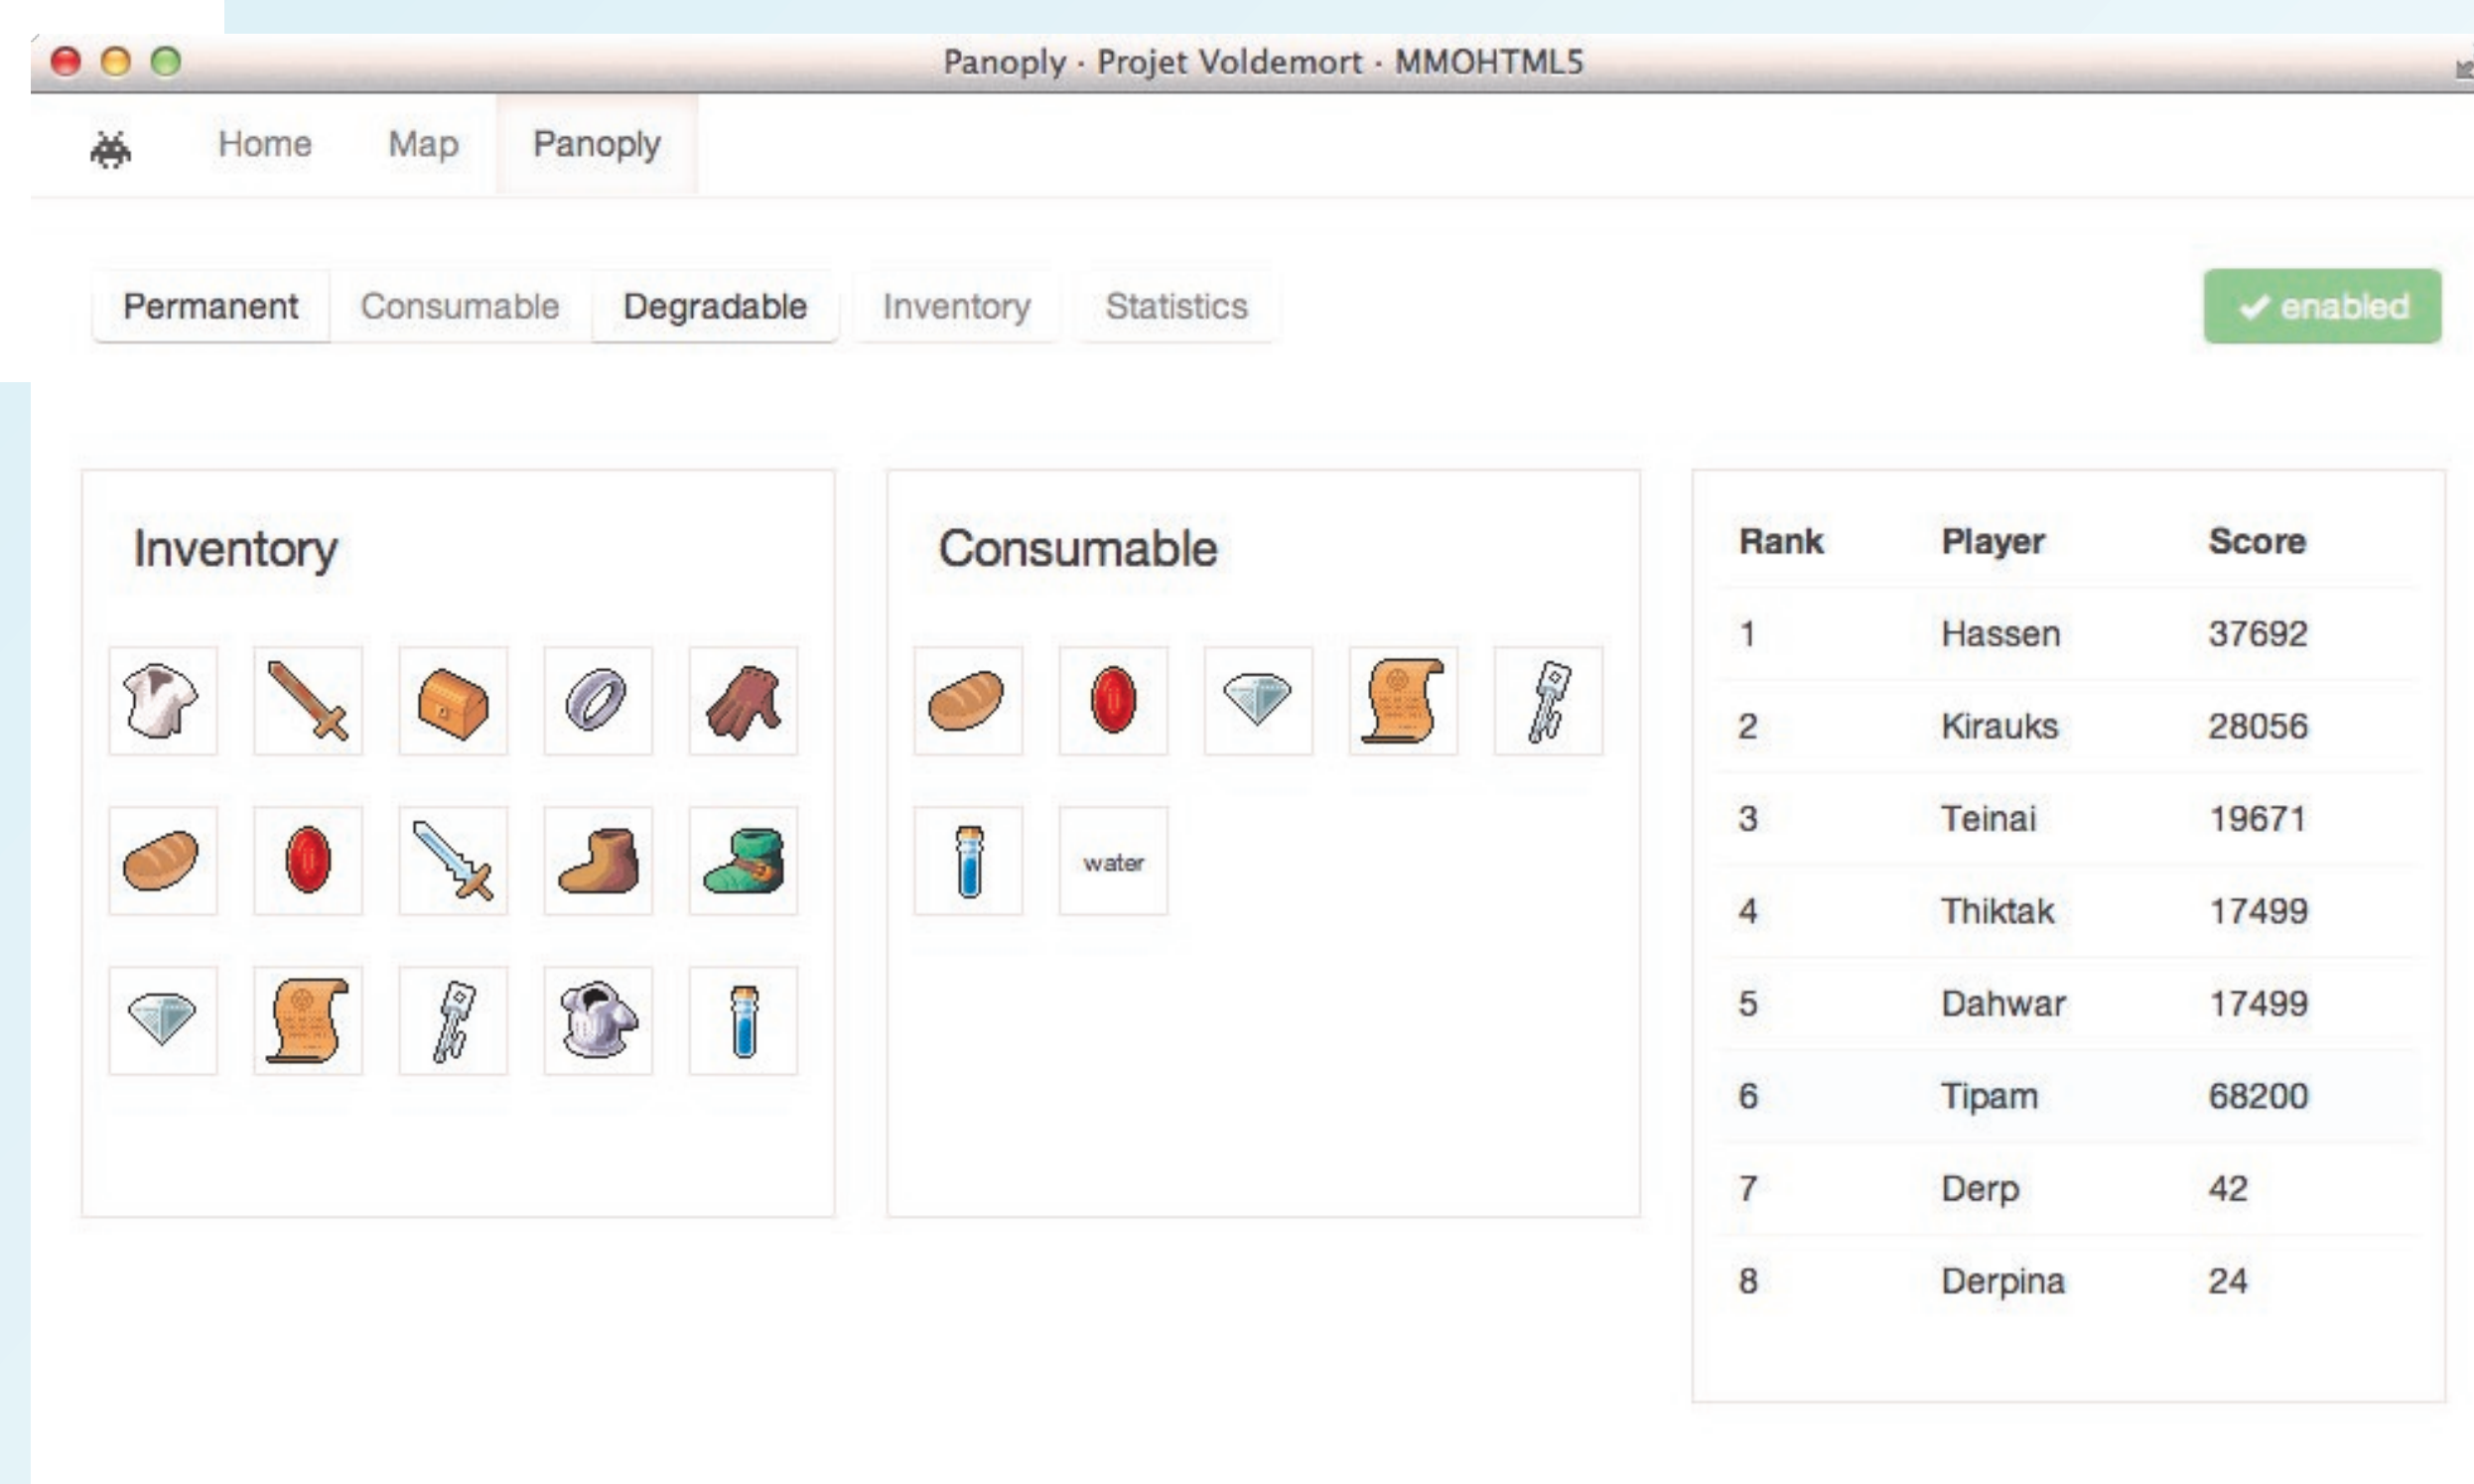 Panoply · Projet Voldemort · MMOHTML5
Home Map Panoply
Permanent Consumable Degradable Inventory Statistics enabled
Inventory
Consumable
water
Rank Player Score
1 Hassen 37692
2 Kirauks 28056
3 Teinai 19671
4 Thiktak 17499
5 Dahwar 17499
6 Tipam 68200
7 Derp 42
8 Derpina 24